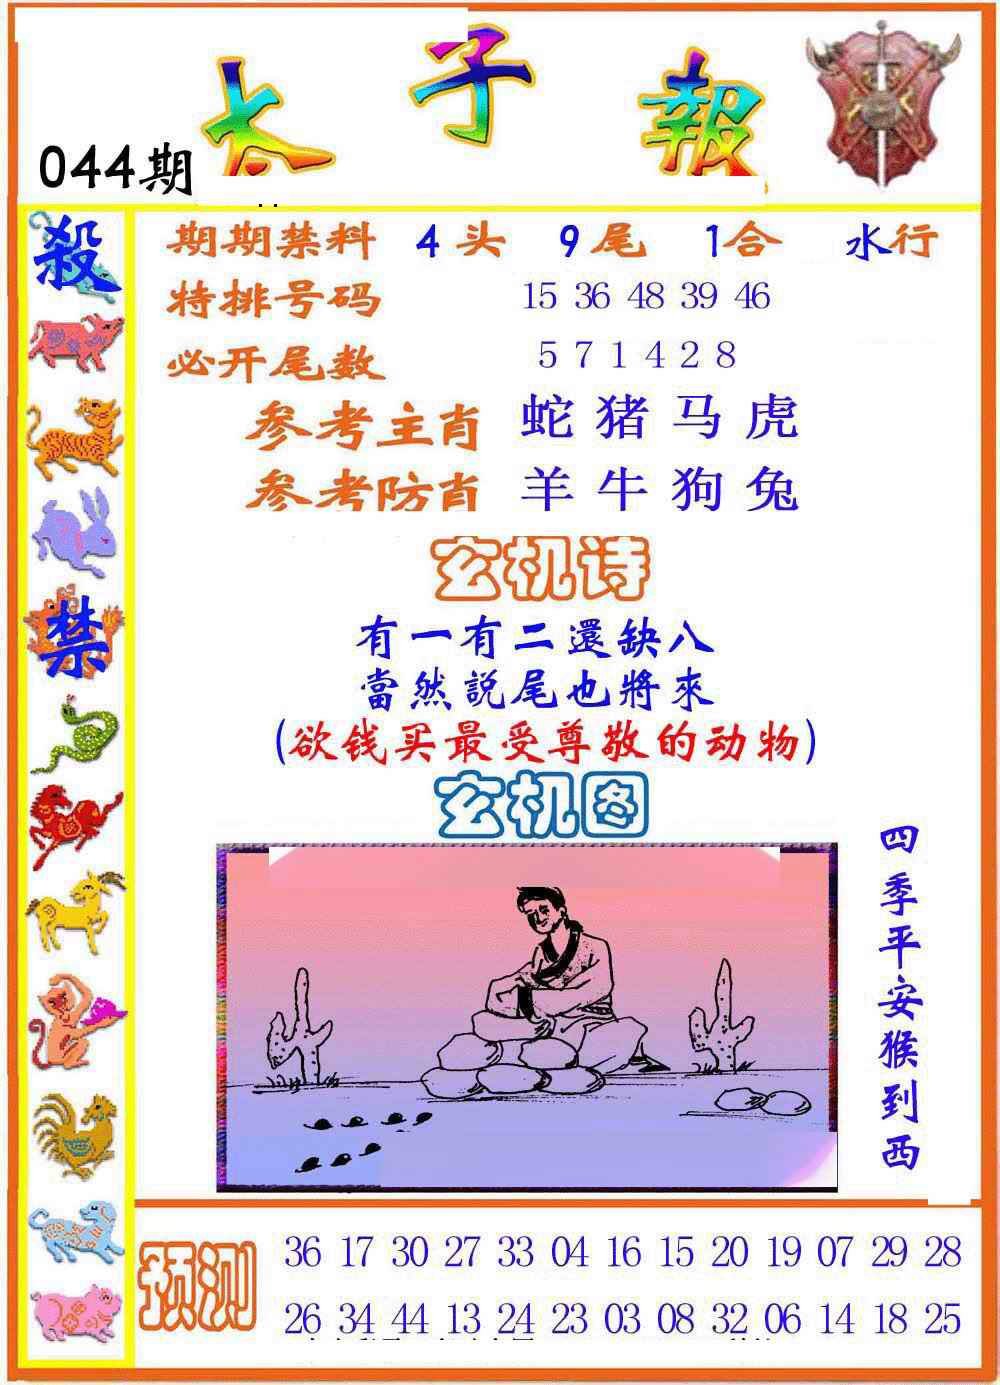 太子報
044期
殺
期期禁料 4头 9尾 1合 水行
特排号码 15 36 48 39 46
必开尾数 5 7 1 4 2 8
参考主肖 蛇 猪 马 虎
参考防肖 羊 牛 狗 兔
禁
玄机诗
有一有二還缺八
當然説尾也將來
(欲钱买最受尊敬的动物)
玄机图
四季平安猴到西
预测
36 17 30 27 33 04 16 15 20 19 07 29 28
26 34 44 13 24 23 03 08 32 06 14 18 25